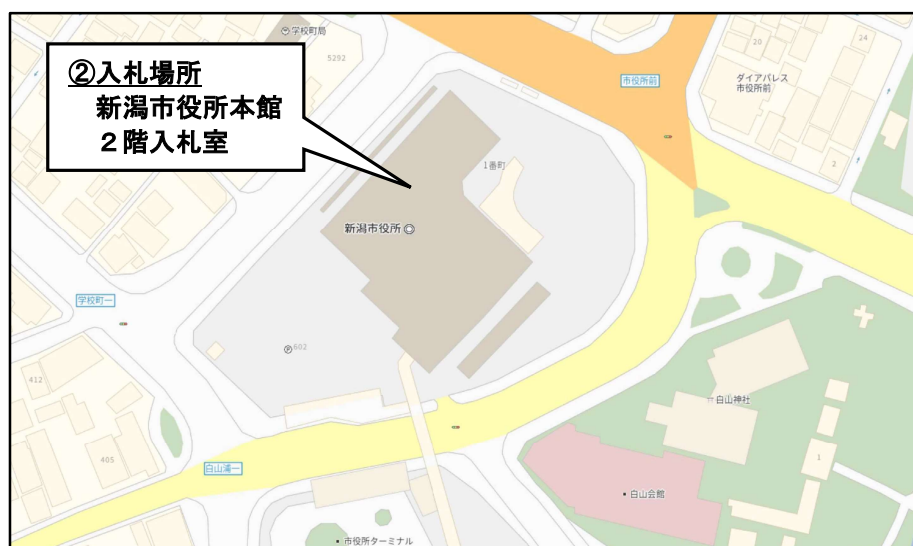 学校町局
5292
②入札場所
新潟市役所本館
２階入札室
市役所前
20
24
ダイアパレス
市役所前
2
1番町
新潟市役所
学校町一
602
412
405
白山浦一
白山神社
1
白山会館
市役所ターミナル